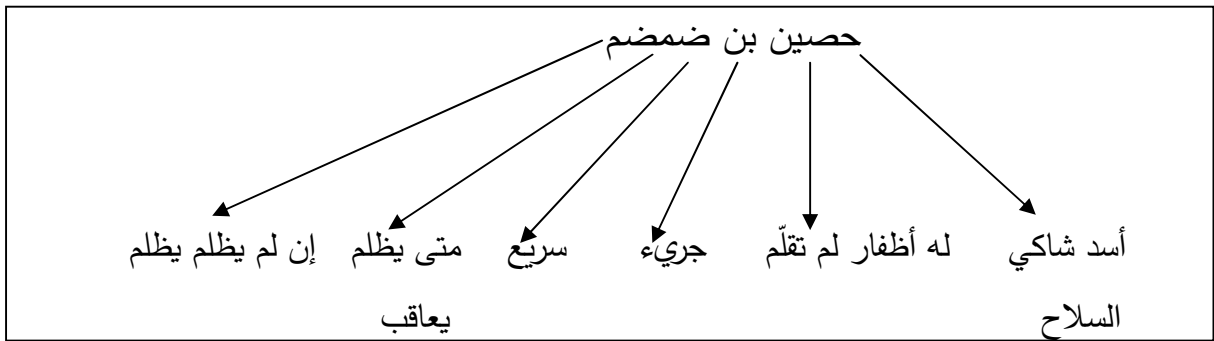 حصين بن ضمضم
أسد شاكي السلاح
له أظفار لم تقلّم
جريء
سريع
متى يظلم يعاقب
إن لم يظلم يظلم